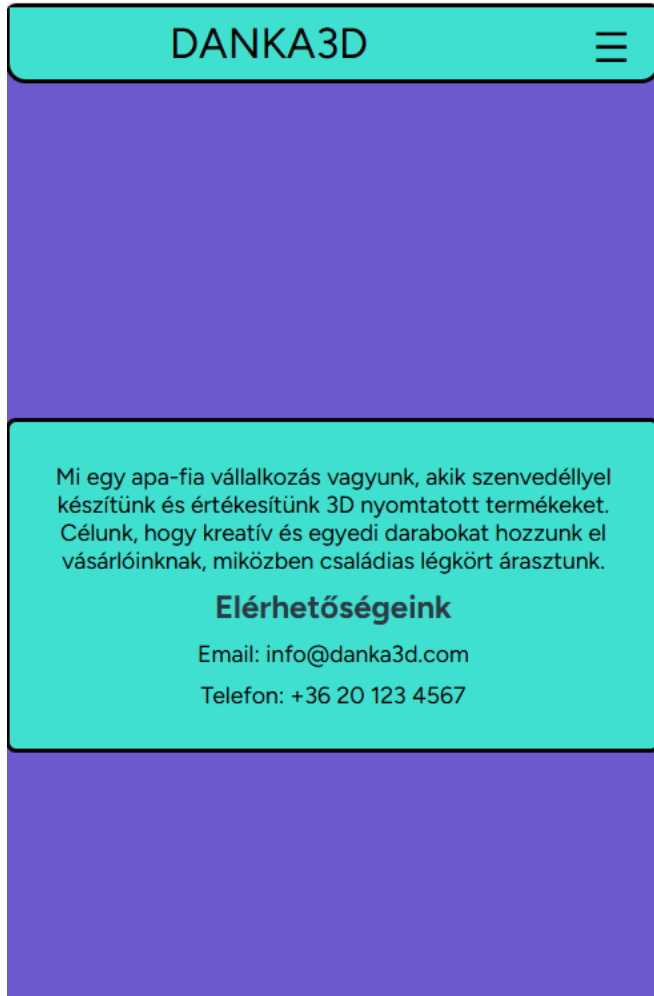 DANKA3D
Mi egy apa-fia vállalkozás vagyunk, akik szenvedéllyel
készítünk és értékesítünk 3D nyomtatott termékeket.
Célunk, hogy kreatív és egyedi darabokat hozzunk el
vásárlóinknak, miközben családias légkört árasztunk.
Elérhetőségeink
Email: info@danka3d.com
Telefon: +36 20 123 4567